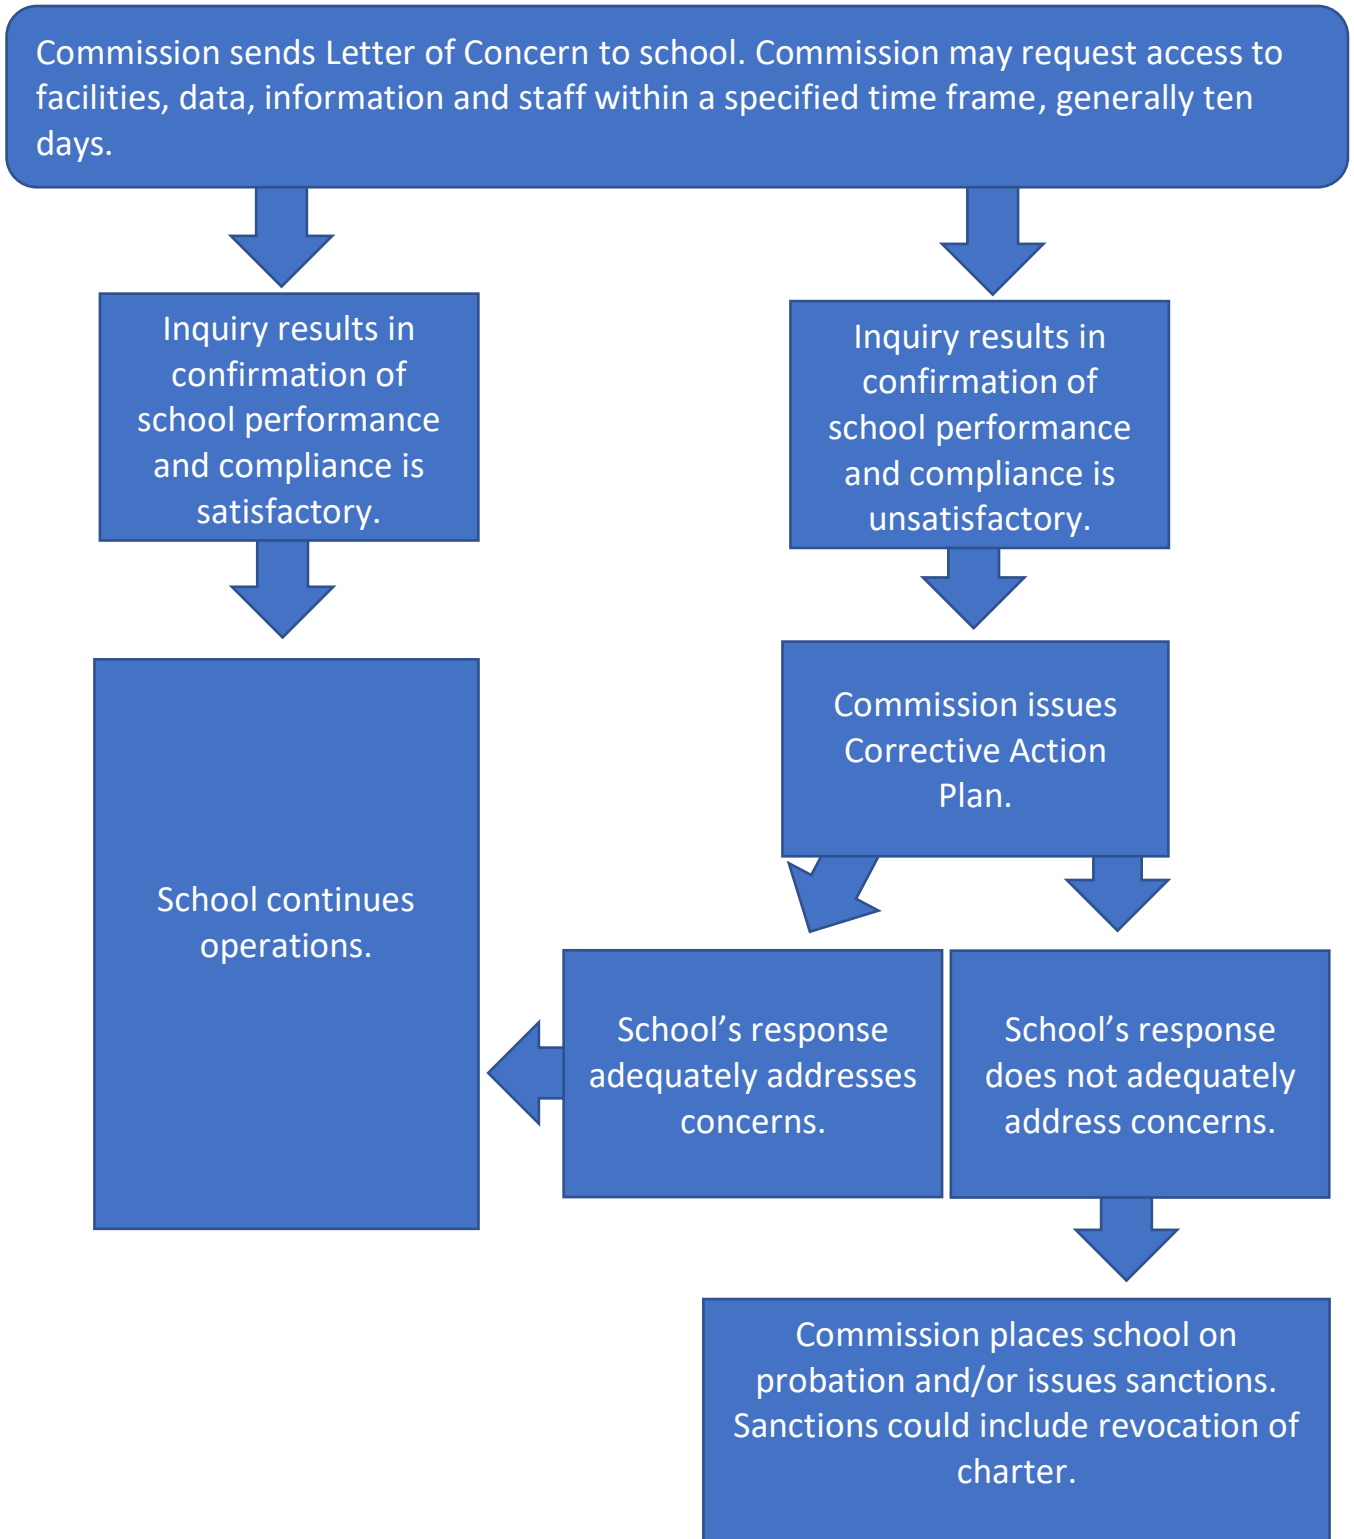 Commission sends Letter of Concern to school. Commission may request access to
facilities, data, information and staff within a specified time frame, generally ten
days.
Inquiry results in
confirmation of
school performance
and compliance is
satisfactory.
Inquiry results in
confirmation of
school performance
and compliance is
unsatisfactory.
Commission issues
Corrective Action
Plan.
School continues
operations.
School’s response
adequately addresses
concerns.
School’s response
does not adequately
address concerns.
Commission places school on
probation and/or issues sanctions.
Sanctions could include revocation of
charter.